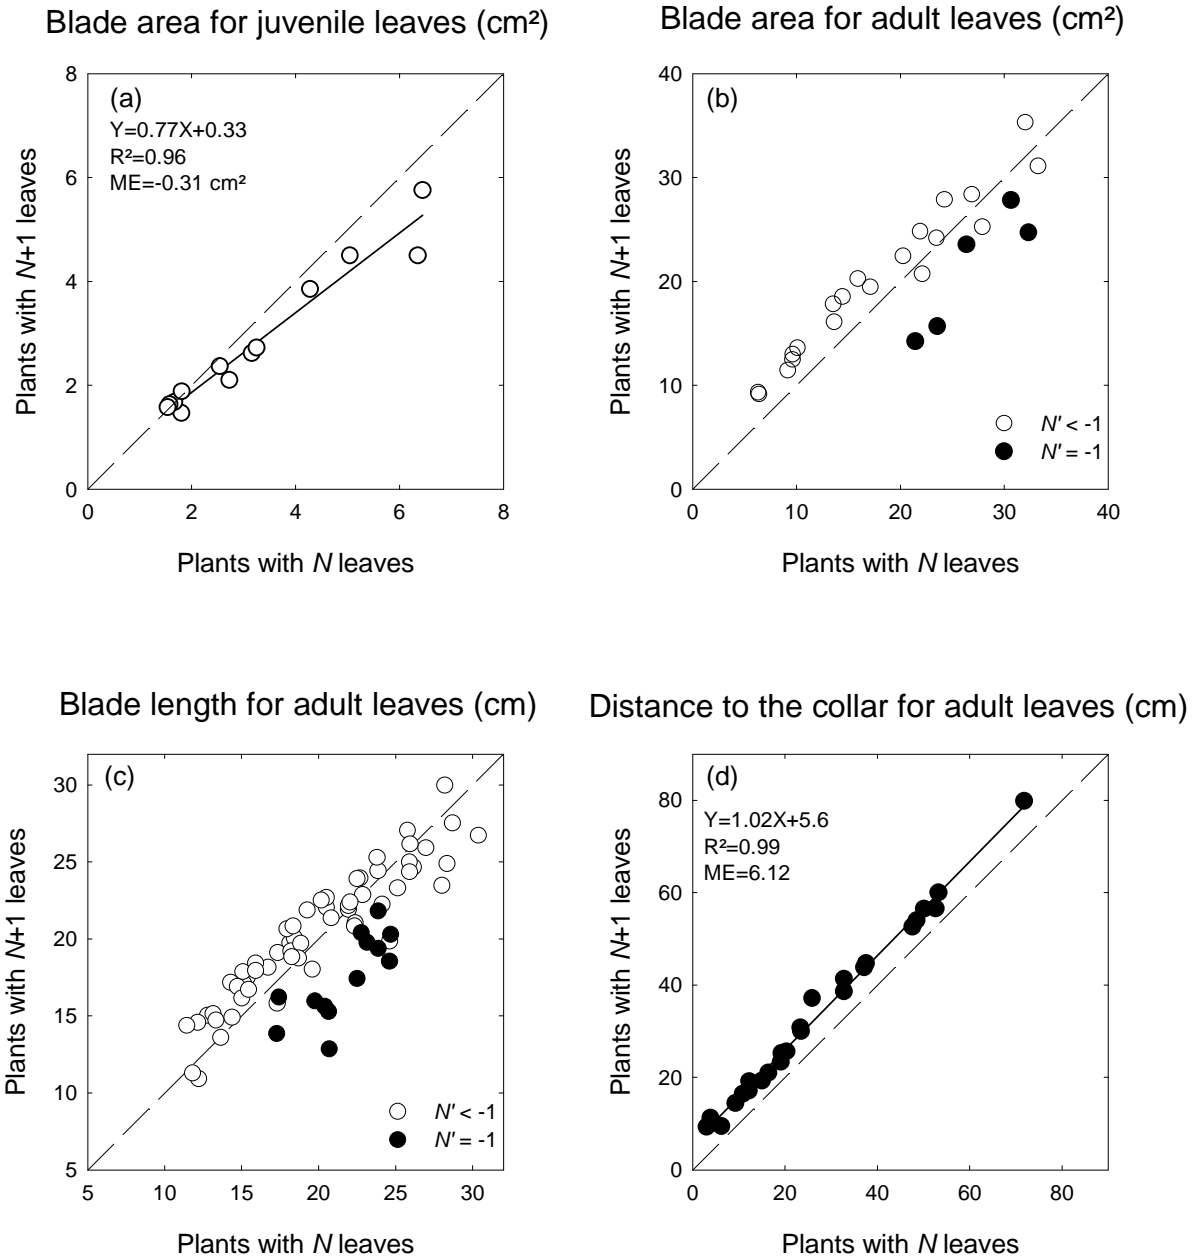 Blade area for juvenile leaves (cm²)
Blade area for adult leaves (cm²)
(a)
Y=0.77X+0.33
R²=0.96
ME=-0.31 cm²
8
6
4
2
0
0 2 4 6 8
Plants with N+1 leaves
Plants with N leaves
(b)
40
30
20
10
0
0 10 20 30 40
N' < -1
N' = -1
Plants with N+1 leaves
Plants with N leaves
Blade length for adult leaves (cm)
Distance to the collar for adult leaves (cm)
(c)
30
25
20
15
10
5
5 10 15 20 25 30
N' < -1
N' = -1
Plants with N+1 leaves
Plants with N leaves
(d)
Y=1.02X+5.6
R²=0.99
ME=6.12
80
60
40
20
0
0 20 40 60 80
Plants with N+1 leaves
Plants with N leaves